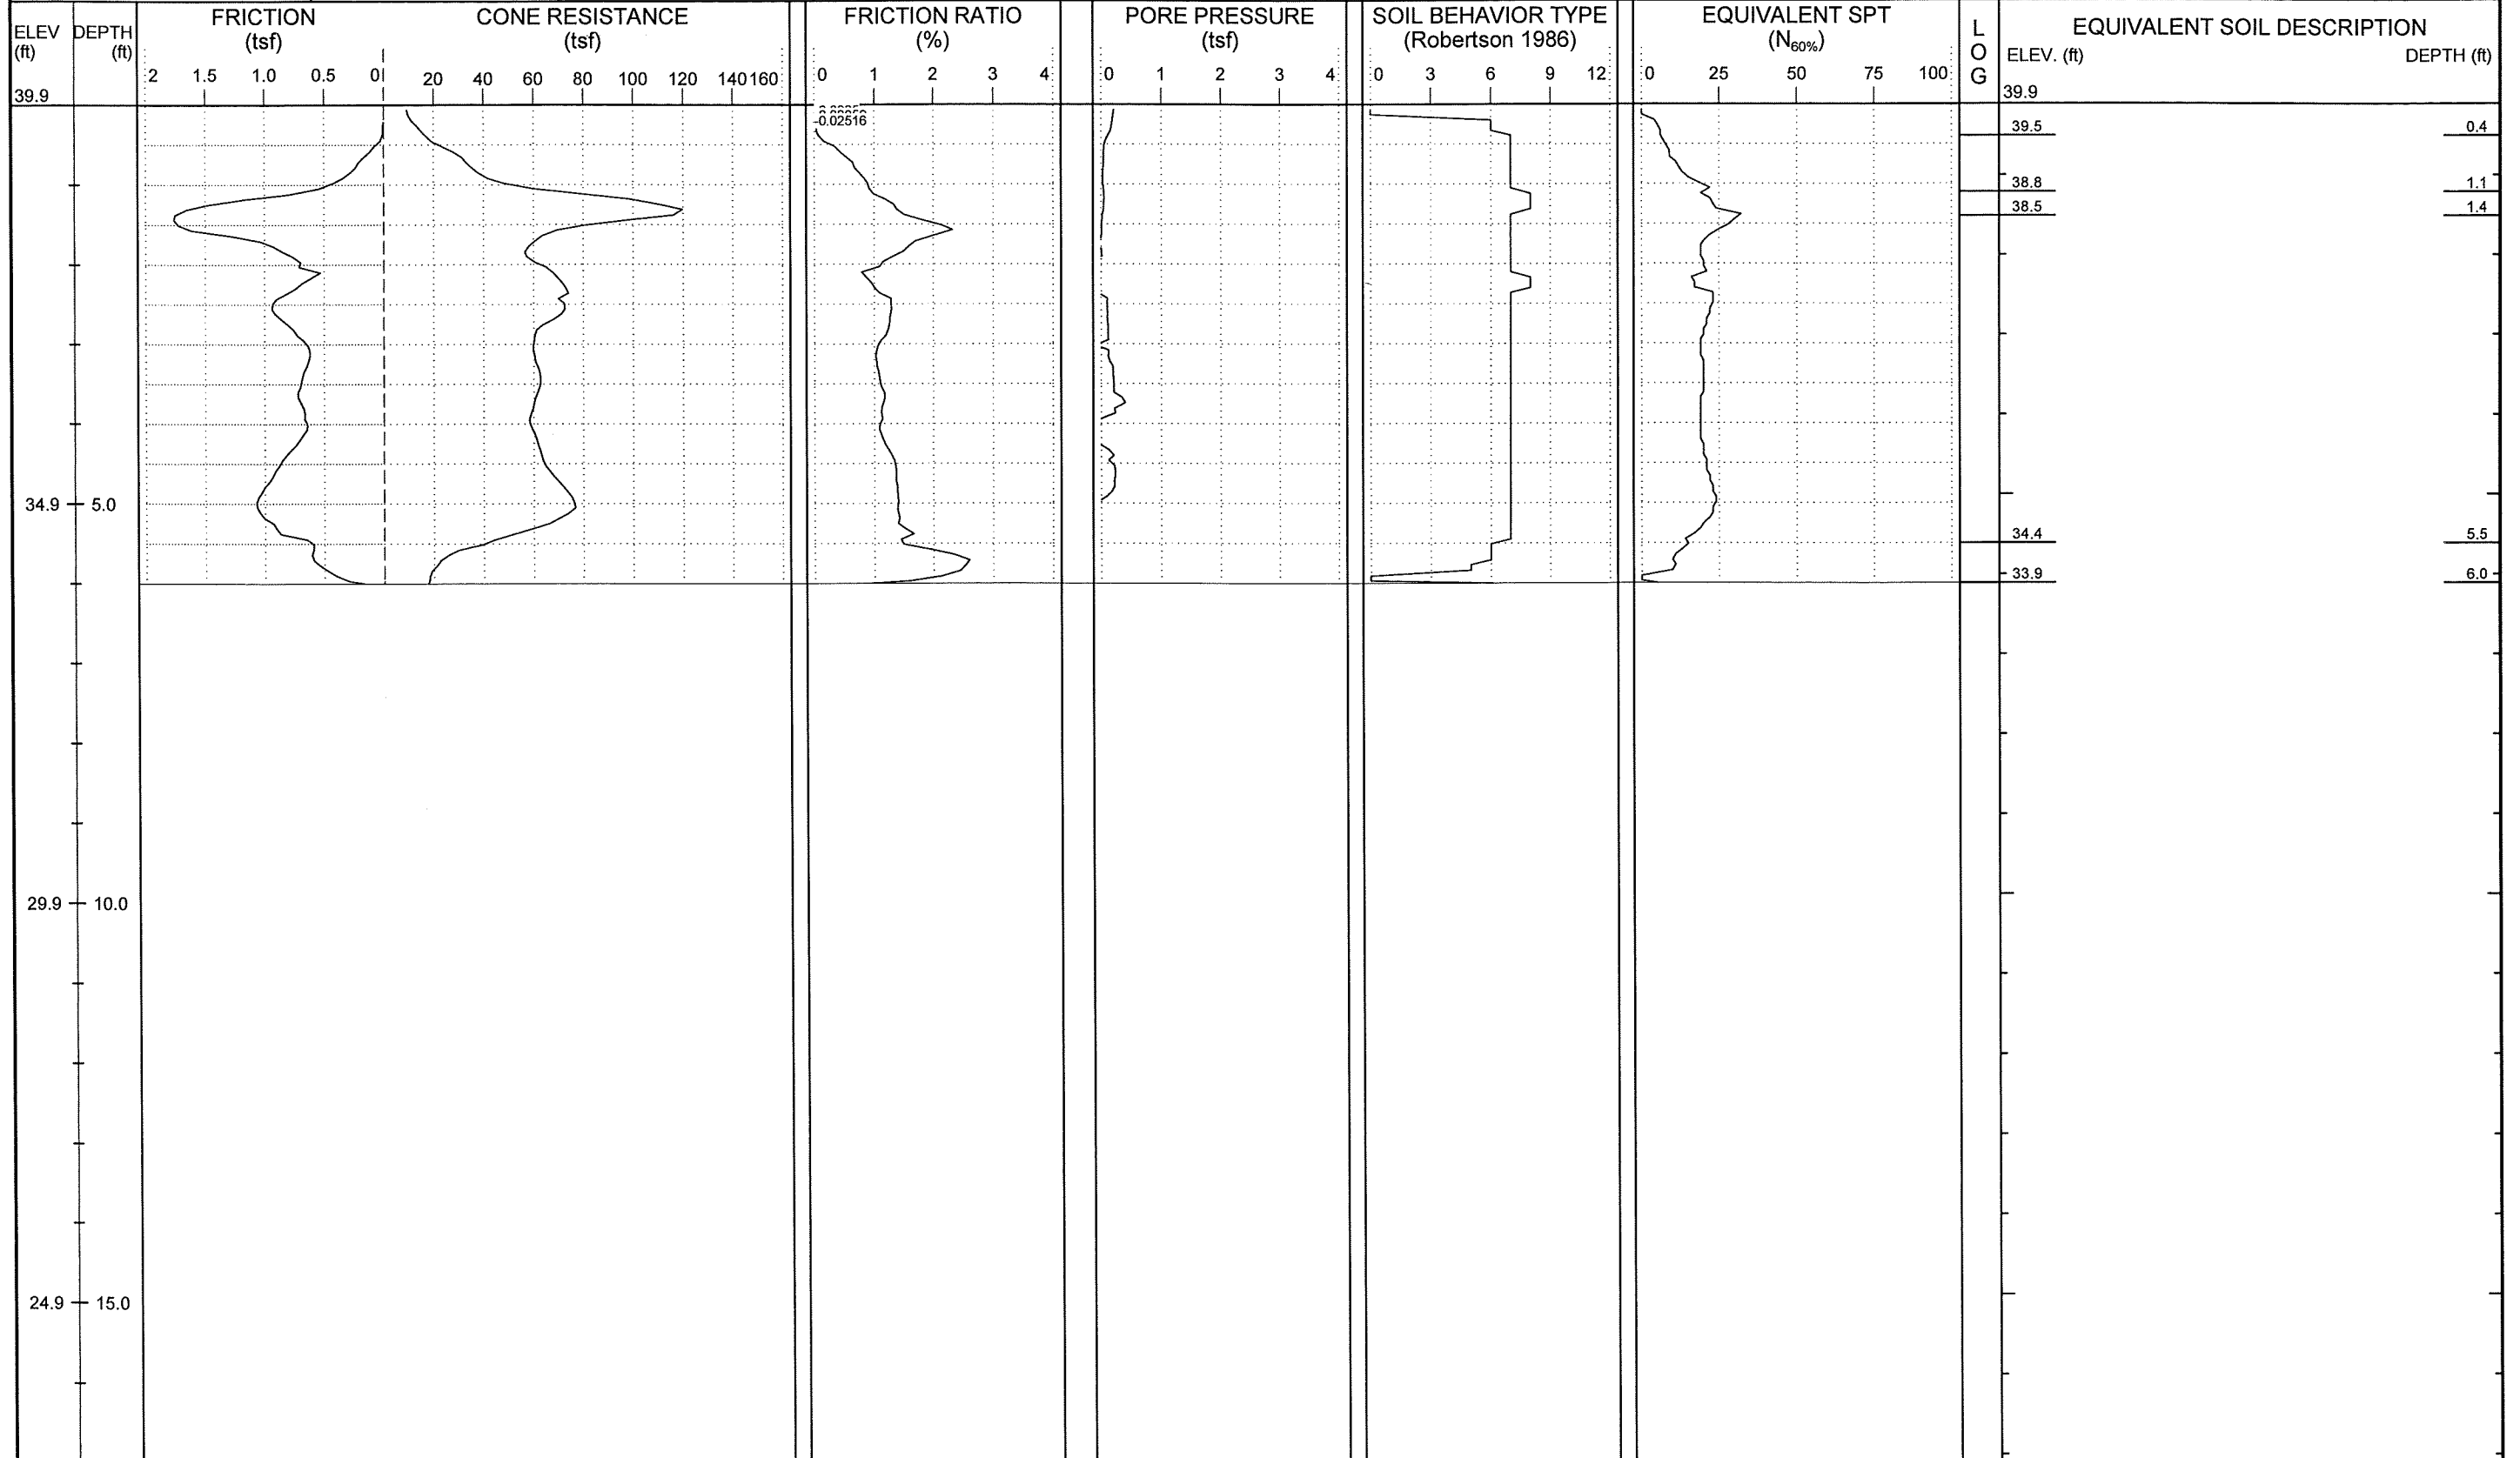 FRICTION CONE RESISTANCE FRICTION RATIO PORE PRESSURE SOIL BEHAVIOR TYPE EQUIVALENT SPT L
ELEV DEPTH (tsf) (tsf) (%) (tsf) (Robertson 1986) (N60%) O EQUIVALENT SOIL DESCRIPTION
(ft) (ft) G ELEV. (ft) DEPTH (ft)
2 1.5 1.0 0.5 0 20 40 60 80 100 120 140 160 0 1 2 3 4 0 1 2 3 4 0 3 6 9 12 0 25 50 75 100
39.9 39.9
-0.02516
39.5 0.4
38.8 1.1
38.5 1.4
34.9 5.0
34.4 5.5
33.9 6.0
29.9 10.0
24.9 15.0